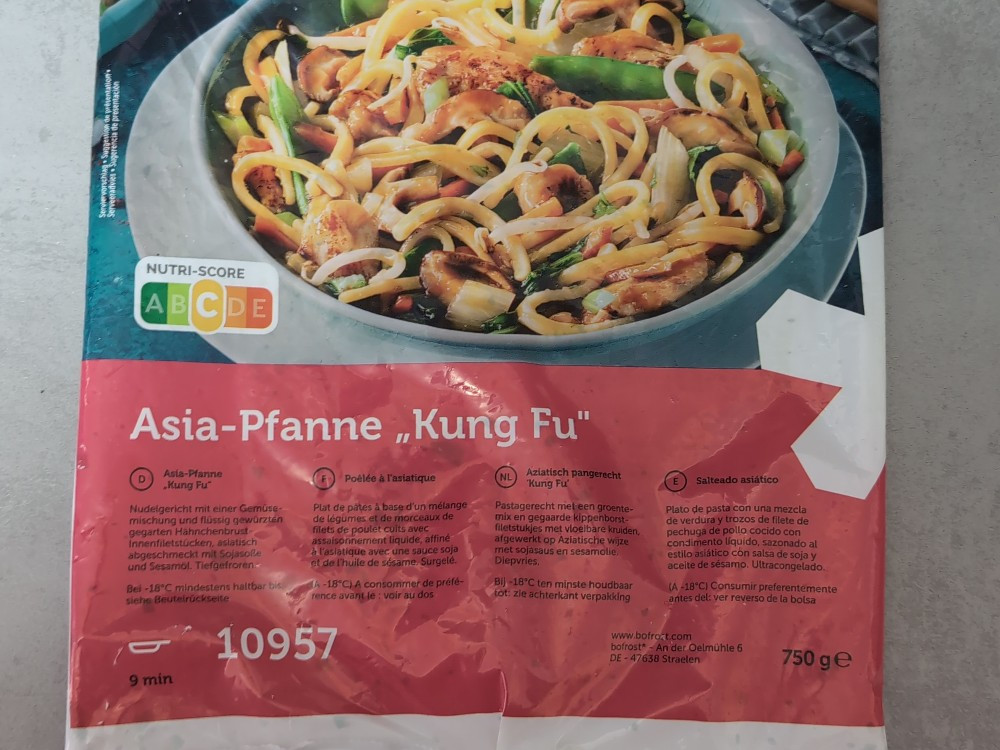 Serviervorschlag • Suggestion de présentation •
Serveeradvies • Sugerencia de presentación
NUTRI-SCORE
A B C D E
Asia-Pfanne „Kung Fu"
D Asia-Pfanne
„Kung Fu"
Nudelgericht mit einer Gemüse-
mischung und flüssig gewürzten
gegarten Hähnchenbrust-
Innenfiletstücken, asiatisch
abgeschmeckt mit Sojasoße
und Sesamöl. Tiefgefroren.
Bei -18°C mindestens haltbar bis:
siehe Beutelrückseite
F Poêlée à l'asiatique
Plat de pâtes à base d'un mélange
de légumes et de morceaux de
filets de poulet cuits avec
assaisonnement liquide, affiné
à l'asiatique avec une sauce soja
et de l'huile de sésame. Surgelé.
(A -18°C) A consommer de préfé-
rence avant le : voir au dos
NL Aziatisch pangerecht
'Kung Fu'
Pastagerecht met een groente-
mix en gegaarde kippenborst-
filetstukjes met vloeibare kruiden,
afgewerkt op Aziatische wijze
met sojasaus en sesamolie.
Diepvries.
Bij -18°C ten minste houdbaar
tot: zie achterkant verpakking
E Salteado asiático
Plato de pasta con una mezcla
de verdura y trozos de filete de
pechuga de pollo cocido con
condimento líquido, sazonado al
estilo asiático con salsa de soja y
aceite de sésamo. Ultracongelado.
(A -18°C) Consumir preferentemente
antes del: ver reverso de la bolsa
9 min
10957
www.bofrost.com
bofrost* - An der Oelmühle 6
DE - 47638 Straelen
750 g ℮